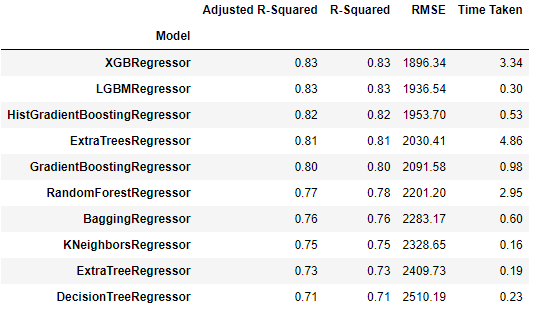 Adjusted R-Squared R-Squared RMSE Time Taken
Model
XGBRegressor 0.83 0.83 1896.34 3.34
LGBMRegressor 0.83 0.83 1936.54 0.30
HistGradientBoostingRegressor 0.82 0.82 1953.70 0.53
ExtraTreesRegressor 0.81 0.81 2030.41 4.86
GradientBoostingRegressor 0.80 0.80 2091.58 0.98
RandomForestRegressor 0.77 0.78 2201.20 2.95
BaggingRegressor 0.76 0.76 2283.17 0.60
KNeighborsRegressor 0.75 0.75 2328.65 0.16
ExtraTreeRegressor 0.73 0.73 2409.73 0.19
DecisionTreeRegressor 0.71 0.71 2510.19 0.23